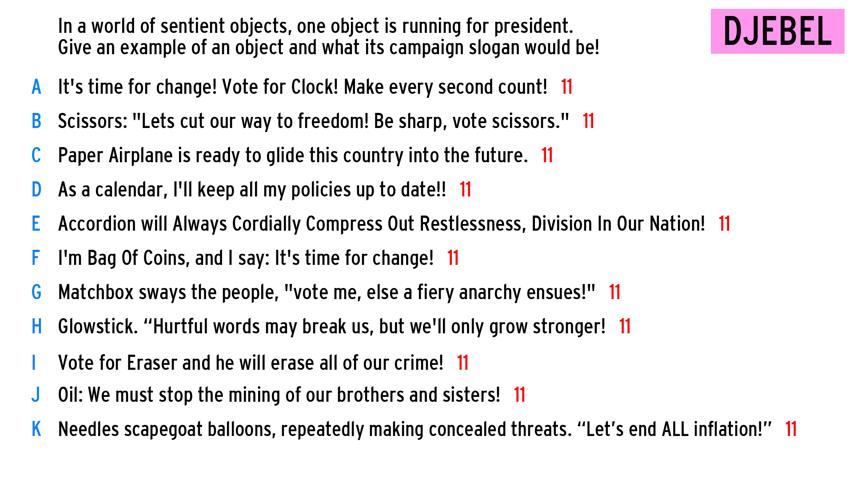 In a world of sentient objects, one object is running for president.
Give an example of an object and what its campaign slogan would be!
DJEBEL
A It's time for change! Vote for Clock! Make every second count! 11
B Scissors: "Lets cut our way to freedom! Be sharp, vote scissors." 11
C Paper Airplane is ready to glide this country into the future. 11
D As a calendar, I'll keep all my policies up to date!! 11
E Accordion will Always Cordially Compress Out Restlessness, Division In Our Nation! 11
F I'm Bag Of Coins, and I say: It's time for change! 11
G Matchbox sways the people, "vote me, else a fiery anarchy ensues!" 11
H Glowstick. “Hurtful words may break us, but we'll only grow stronger! 11
I Vote for Eraser and he will erase all of our crime! 11
J Oil: We must stop the mining of our brothers and sisters! 11
K Needles scapegoat balloons, repeatedly making concealed threats. “Let’s end ALL inflation!” 11